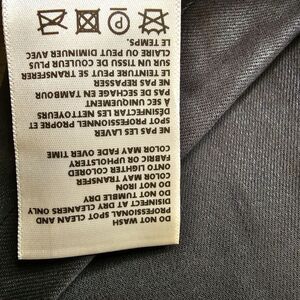 DO NOT WASH
PROFESSIONAL SPOT CLEAN AND
DISINFECT AT DRY CLEANERS ONLY
DO NOT TUMBLE DRY
DO NOT IRON
COLOR MAY TRANSFER
ONTO LIGHTER COLORED
FABRIC OR UPHOLSTERY
COLOR MAY FADE OVER TIME
NE PAS LAVER
SPOT PROFESSIONNEL PROPRE ET
DÉSINFECTAR LES NETTOYEURS
À SEC UNIQUEMENT
NE PAS DE SECHAGE EN TAMBOUR
NE PAS REPASSER
LE TEINTURE PEUT SE TRANSFERER
SUR UN TISSU DE COULEUR PLUS
CLAIRE OU PEUT DIMINUER AVEC
LE TEMPS.
P